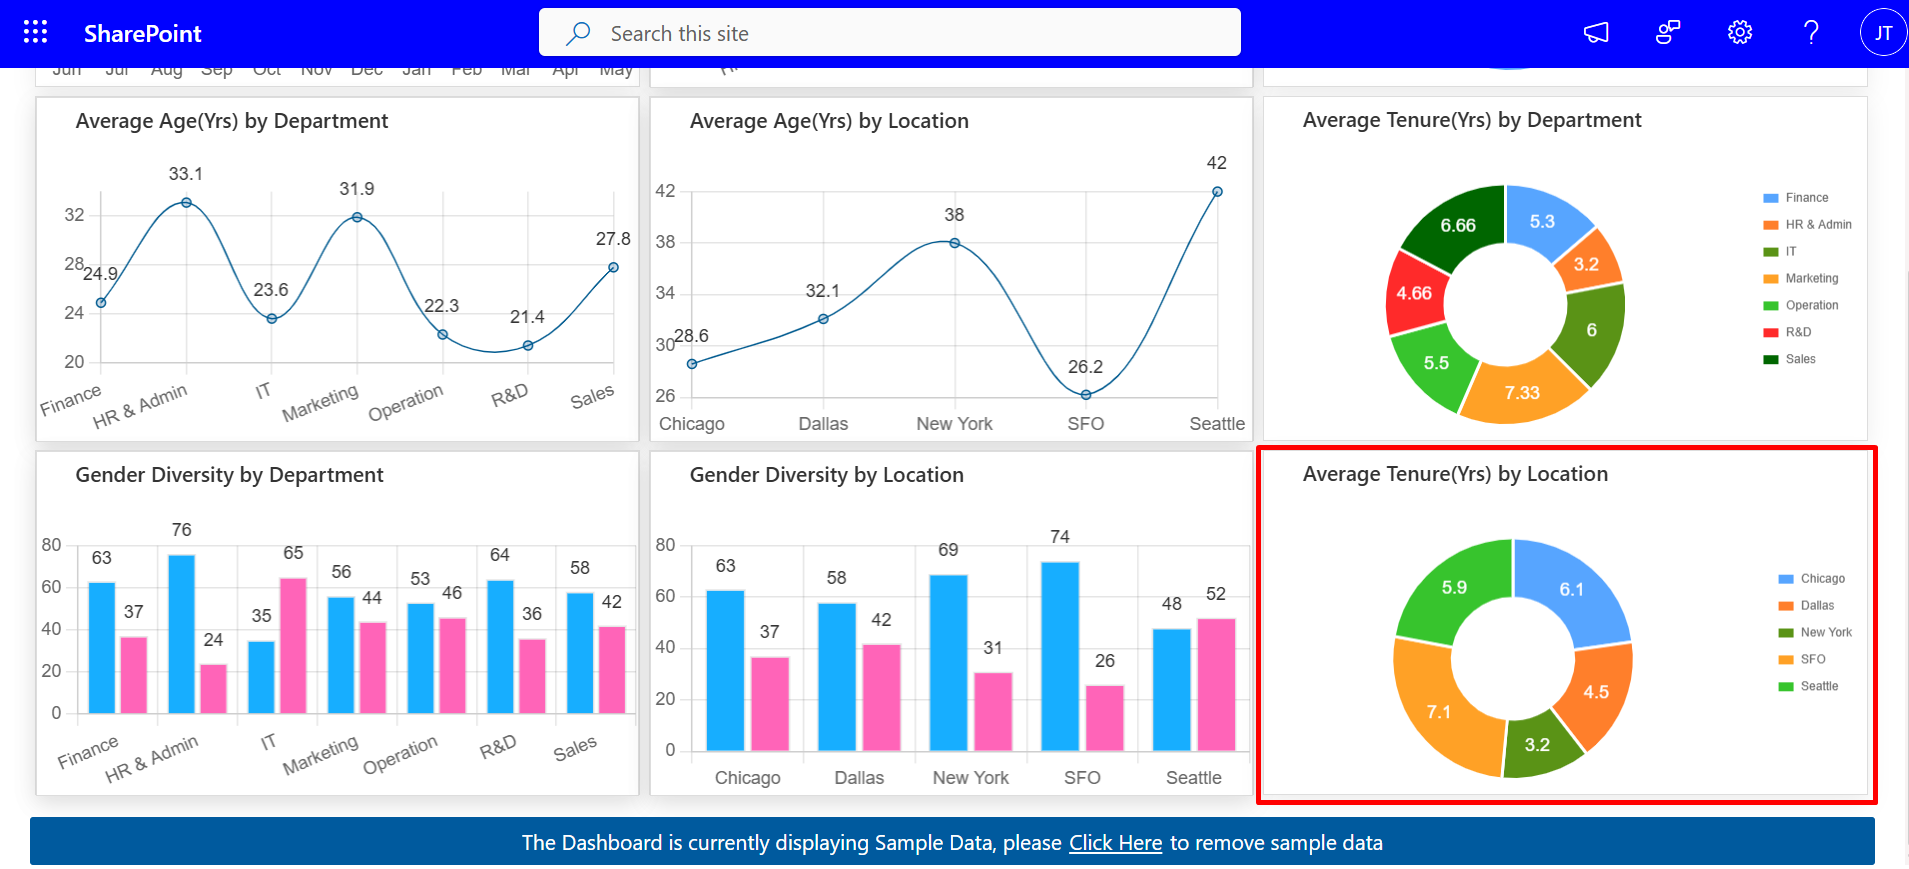 SharePoint
Search this site
JT
Jun Jul Aug Sep Oct Nov Dec Jan Feb Mar Apr May
Average Age(Yrs) by Department
33.1
31.9
27.8
24.9
23.6
22.3
21.4
32
28
24
20
Finance HR & Admin IT Marketing Operation R&D Sales
Average Age(Yrs) by Location
42
38
32.1
28.6
26.2
42
38
34
30
26
Chicago Dallas New York SFO Seattle
Average Tenure(Yrs) by Department
5.3
3.2
6
7.33
5.5
4.66
6.66
Finance
HR & Admin
IT
Marketing
Operation
R&D
Sales
Gender Diversity by Department
80
60
40
20
0
63 37 76 24 35 65 56 44 53 46 64 36 58 42
Finance HR & Admin IT Marketing Operation R&D Sales
Gender Diversity by Location
80
60
40
20
0
63 37 58 42 69 31 74 26 48 52
Chicago Dallas New York SFO Seattle
Average Tenure(Yrs) by Location
6.1
4.5
3.2
7.1
5.9
Chicago
Dallas
New York
SFO
Seattle
The Dashboard is currently displaying Sample Data, please Click Here to remove sample data